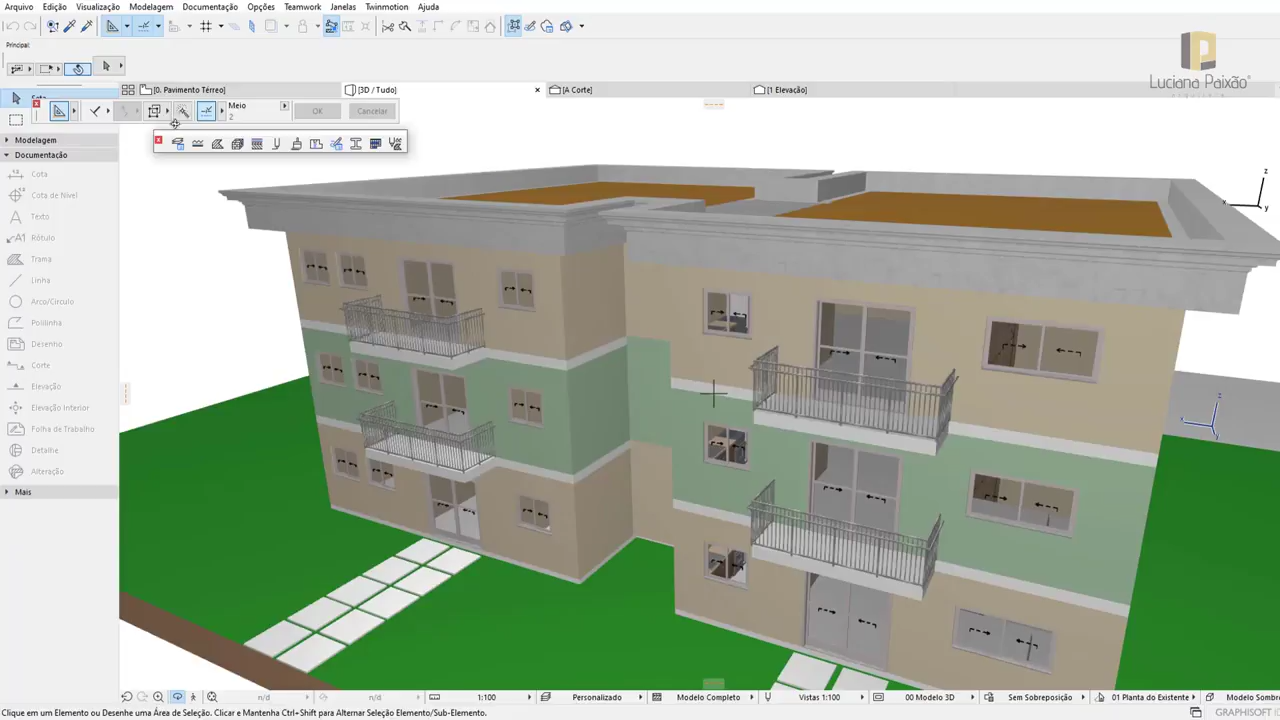 Arquivo Edição Visualização Modelagem Documentação Opções Teamwork Janelas Twinmotion Ajuda
Principal:
Luciana Paixão
[0. Pavimento Térreo] [3D / Tudo] [A Corte] [1 Elevação]
Seta
Meio
2
OK Cancelar
Modelagem
Documentação
Cota
Cota de Nível
Texto
A1 Rótulo
Trama
Linha
Arco/Círculo
Polilinha
Desenho
Corte
Elevação
Elevação Interior
Folha de Trabalho
Detalhe
Alteração
Mais
z
x
y
z
x
y
n/d n/d 1:100 Personalizado Modelo Completo Vistas 1:100 00 Modelo 3D Sem Sobreposição 01 Planta do Existente Modelo Sombr
Clique em um Elemento ou Desenhe uma Área de Seleção. Clicar e Mantenha Ctrl+Shift para Alternar Seleção Elemento/Sub-Elemento.
GRAPHISOFT ID